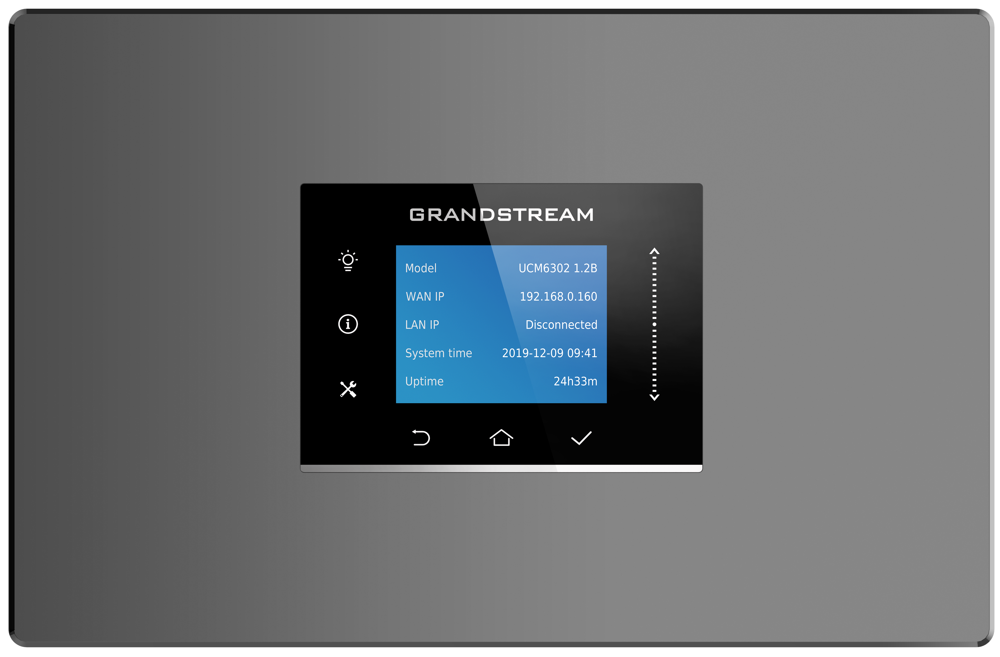 GRANDSTREAM
Model UCM6302 1.2B
WAN IP 192.168.0.160
LAN IP Disconnected
System time 2019-12-09 09:41
Uptime 24h33m